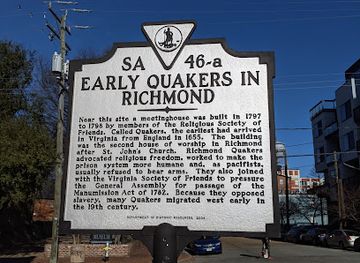 SA 46-a
EARLY QUAKERS IN
RICHMOND
Near this site a meetinghouse was built in 1797
to 1798 by members of the Religious Society of
Friends. Called Quakers, the earliest had arrived
in Virginia from England in 1655. The building
was the second house of worship in Richmond
after St. John's Church. Richmond Quakers
advocated religious freedom, worked to make the
prison system more humane and, as pacifists,
usually refused to bear arms. They also joined
with the Virginia Society of Friends to pressure
the General Assembly for passage of the
Manumission Act of 1782. Because they opposed
slavery, many Quakers migrated west early in
the 19th century.
DEPARTMENT OF HISTORIC RESOURCES, 2004